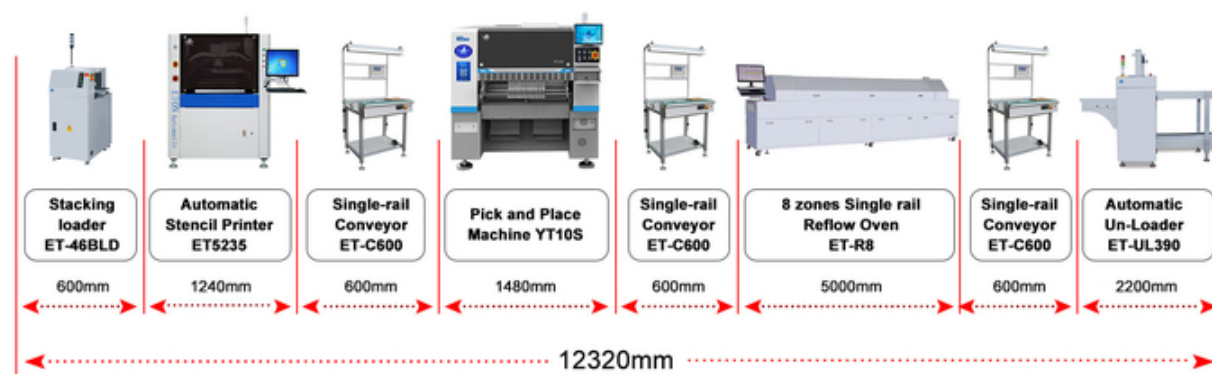 Stacking
loader
ET-46BLD
Automatic
Stencil Printer
ET5235
Single-rail
Conveyor
ET-C600
Pick and Place
Machine YT10S
Single-rail
Conveyor
ET-C600
8 zones Single rail
Reflow Oven
ET-R8
Single-rail
Conveyor
ET-C600
Automatic
Un-Loader
ET-UL390
600mm
1240mm
600mm
1480mm
600mm
5000mm
600mm
2200mm
12320mm